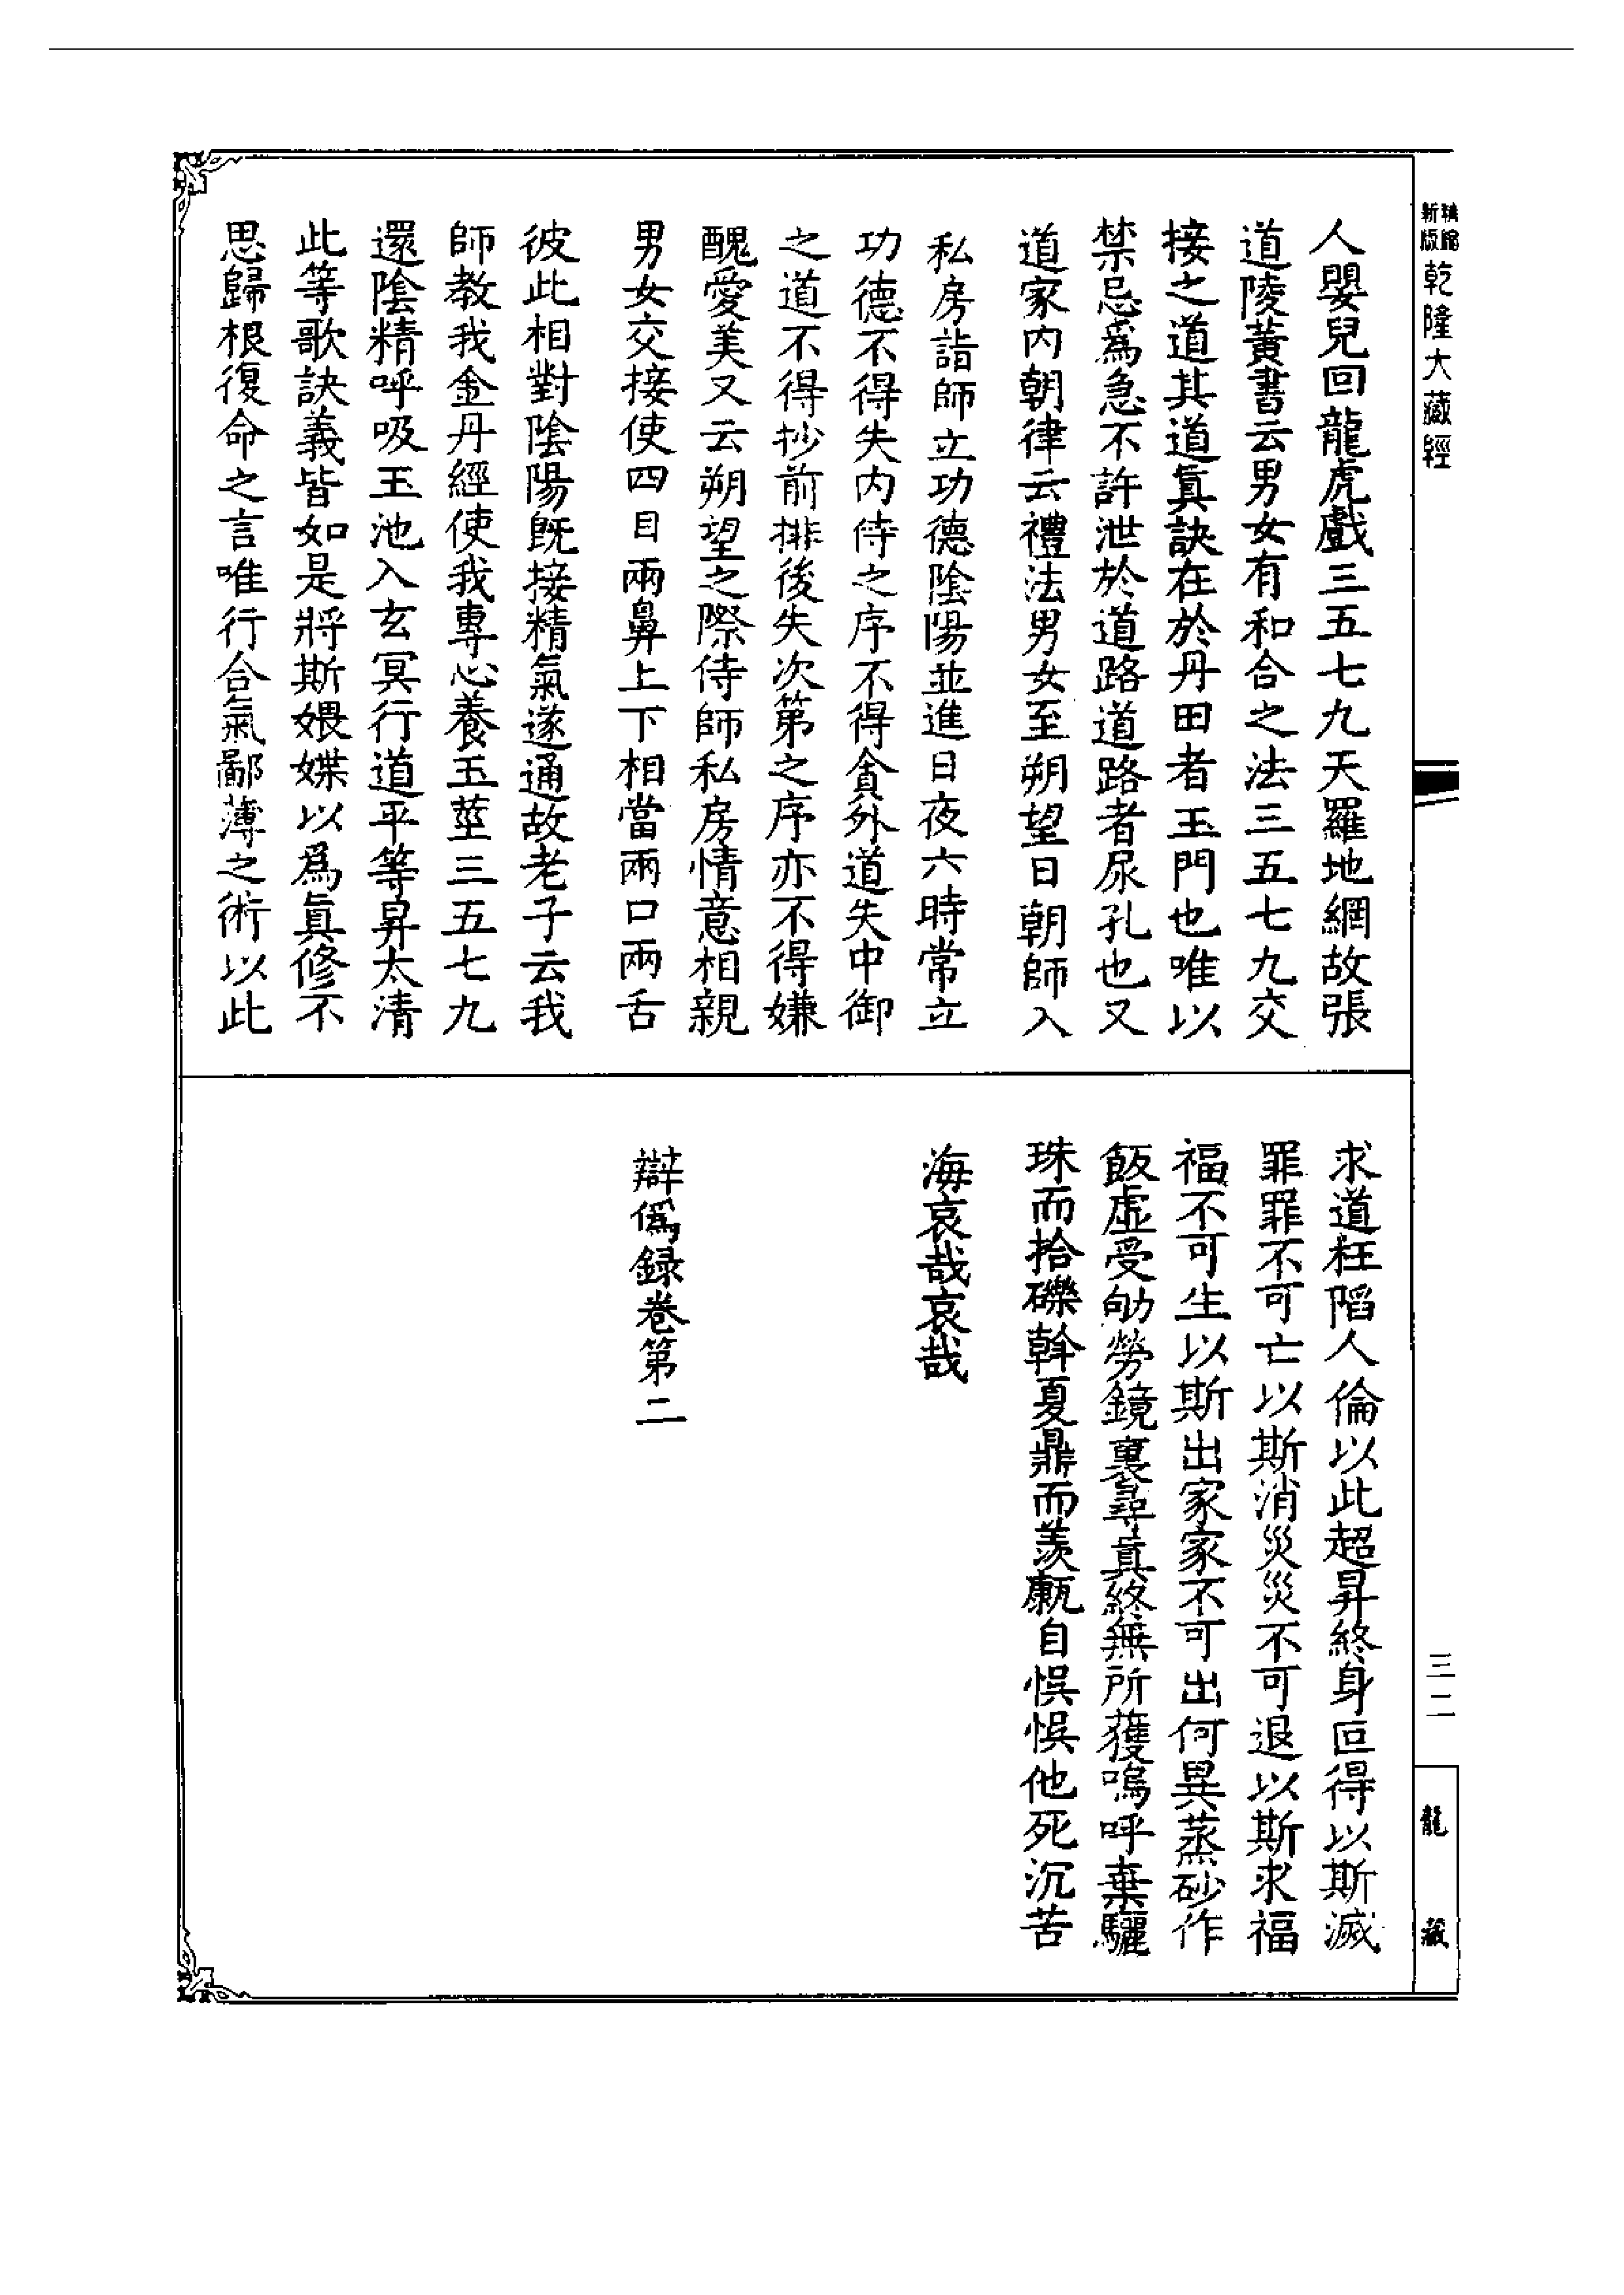 新版
精縮
乾隆大藏經
人嬰兒回龍虎戲三五七九天羅地網故張
道陵黃書云男女有和合之法三五七九交
接之道其道眞訣在於丹田者玉門也唯以
禁忌爲急不許泄於道路道路者尿孔也又
道家內朝律云禮法男女至朔望日朝師入
私房詣師立功德陰陽並進日夜六時常立
功德不得失內侍之序不得貪外道失中御
之道不得抄前排後失次第之序亦不得嫌
醜愛美又云朔望之際侍師私房情意相親
男女交接使四目兩鼻上下相當兩口兩舌
彼此相對陰陽既接精氣遂通故老子云我
師教我金丹經使我專心養玉莖三五七九
還陰精呼吸玉池入玄冥行道平等昇太清
此等歌訣義皆如是將斯媟以爲眞修不
思歸根復命之言唯行合氣鄙薄之術以此
求道枉陷人倫以此超昇終身叵得以斯滅
罪罪不可亡以斯消災災不可退以斯求福
福不可生以斯出家家不可出何異蒸砂作
飯虛受劬勞鏡裏尋眞終無所獲嗚呼棄驪
珠而拾礫斡夏鼎而羨甋自悞悞他死沉苦
海哀哉哀哉
辯僞録卷第二
三二
龍藏